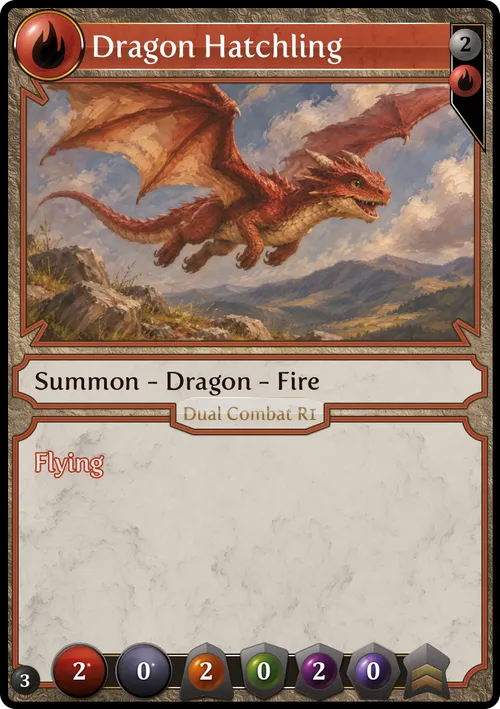 Dragon Hatchling
2
Summon – Dragon – Fire
Dual Combat R1
Flying
3
2*
0*
2
0
2
0